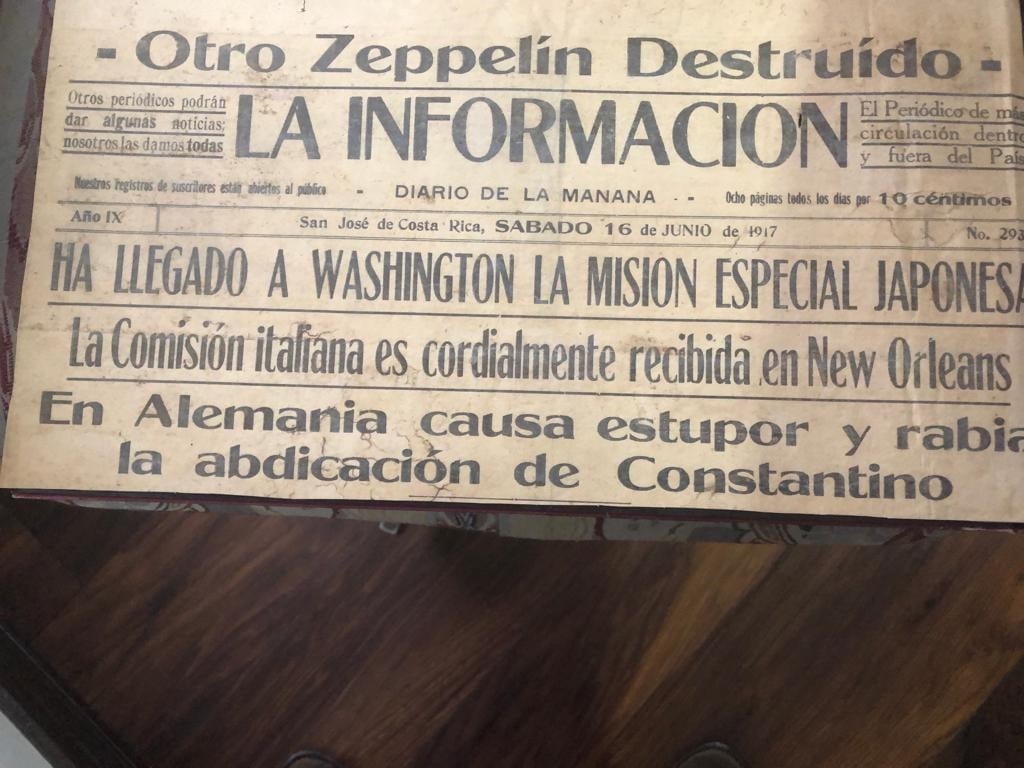 - Otro Zeppelín Destruído -
Otros periódicos podrán
dar algunas noticias;
nosotros las damos todas
LA INFORMACION
El Periódico de más
circulación dentro
y fuera del País
Nuestros registros de suscritores están abiertos al público - DIARIO DE LA MANANA - - Ocho páginas todos los días por 10 céntimos
Año IX San José de Costa Rica, SABADO 16 de JUNIO de 1917 No. 293
HA LLEGADO A WASHINGTON LA MISION ESPECIAL JAPONESA
La Comisión italiana es cordialmente recibida en New Orleans
En Alemania causa estupor y rabia
la abdicación de Constantino